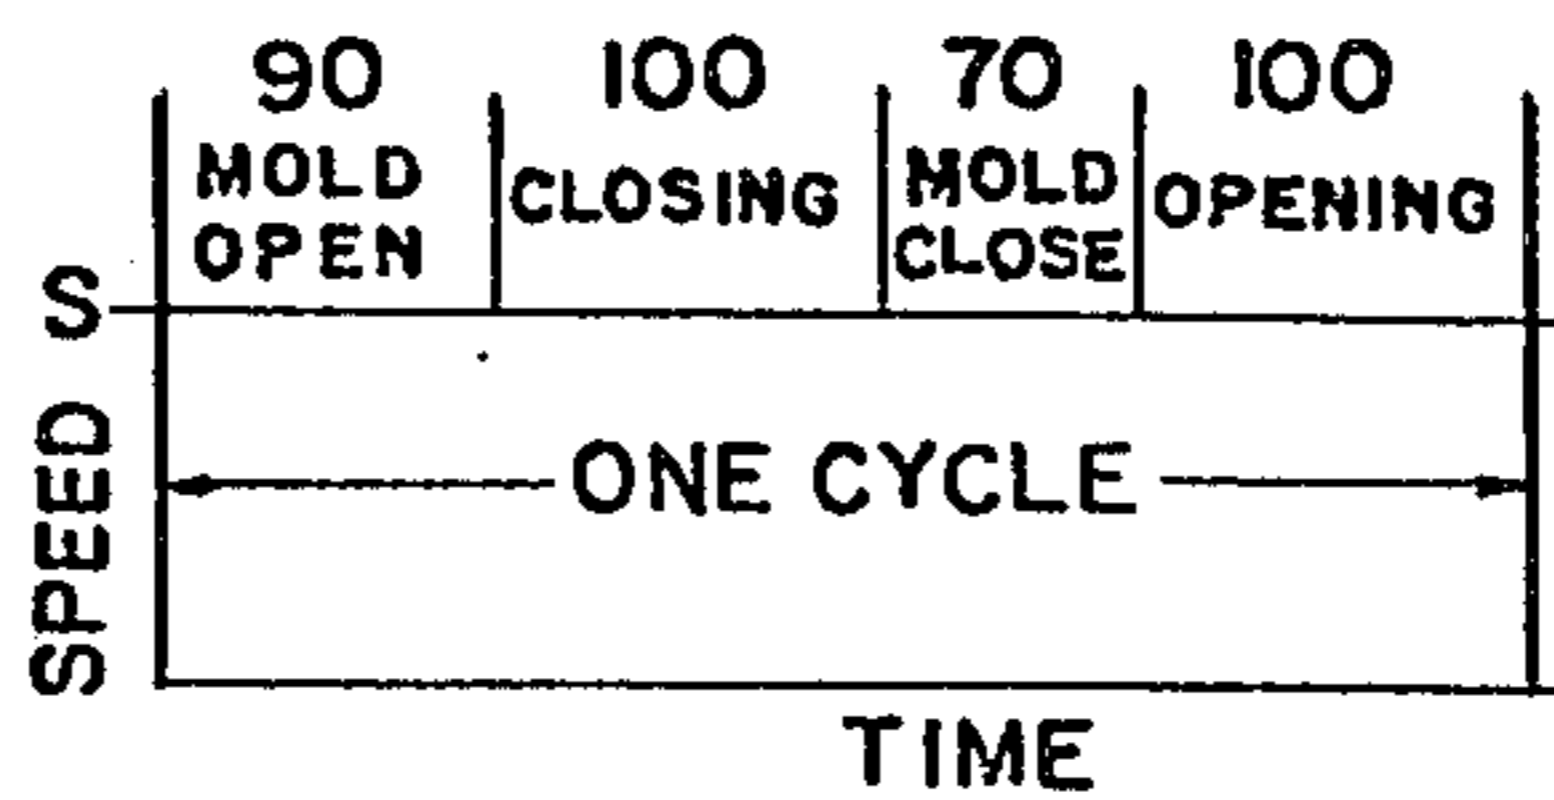 90 100 70 100
MOLD OPEN CLOSING MOLD CLOSE OPENING
S
SPEED
ONE CYCLE
TIME